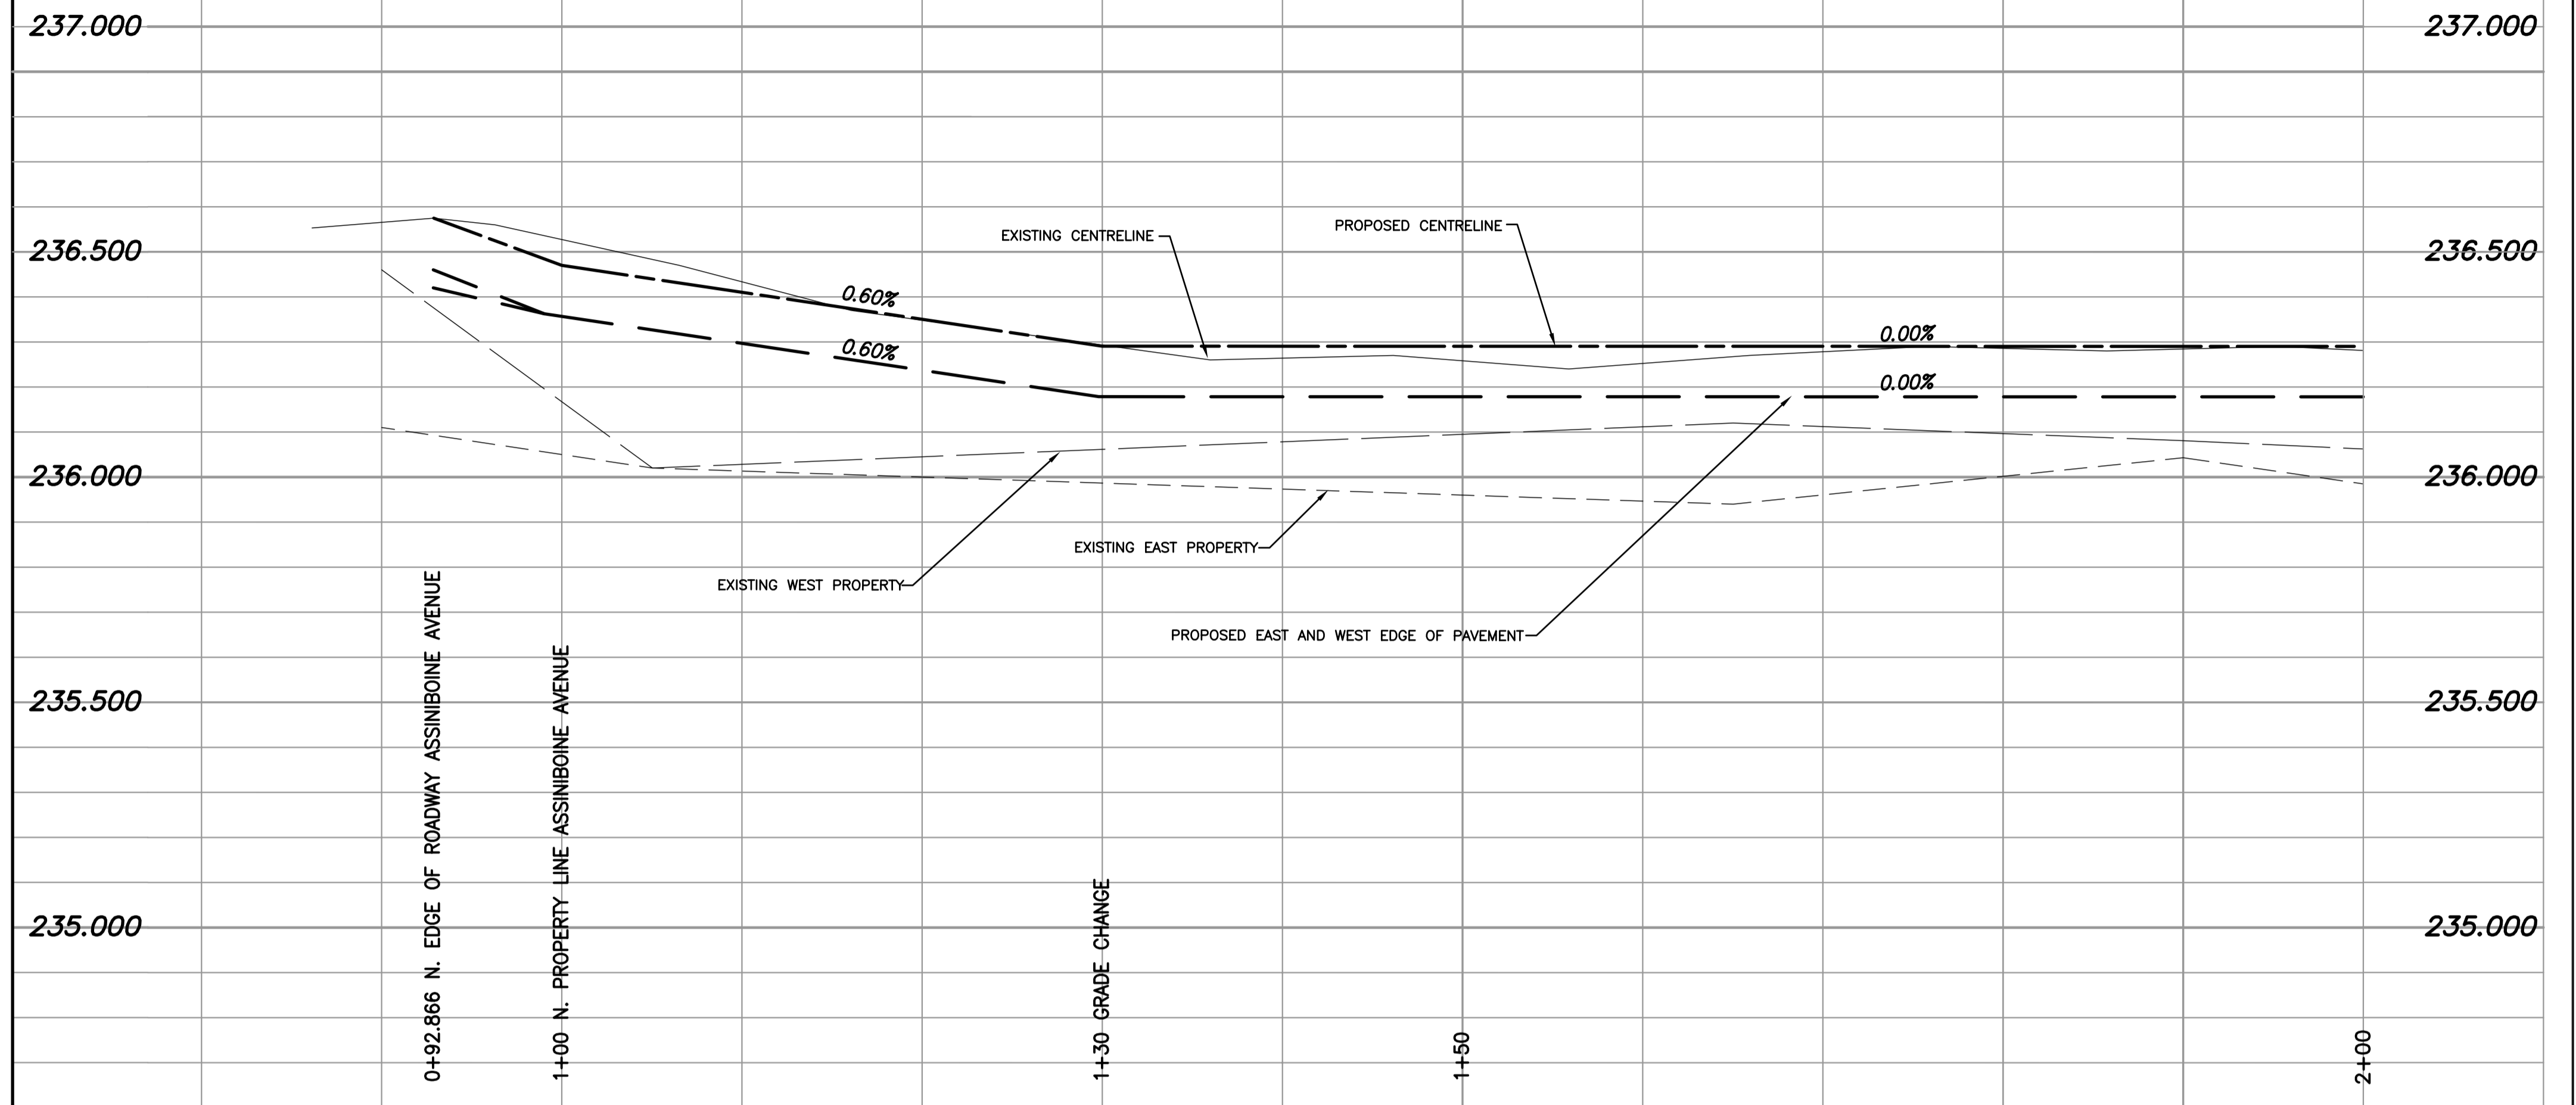 237.000
237.000
PROPOSED CENTRELINE
EXISTING CENTRELINE
236.500
236.500
0.60%
0.00%
0.60%
0.00%
236.000
236.000
EXISTING EAST PROPERTY
EXISTING WEST PROPERTY
PROPOSED EAST AND WEST EDGE OF PAVEMENT
235.500
235.500
235.000
235.000
0+92.866 N. EDGE OF ROADWAY ASSINIBOINE AVENUE
1+00 N. PROPERTY LINE ASSINIBOINE AVENUE
1+30 GRADE CHANGE
1+50
2+00